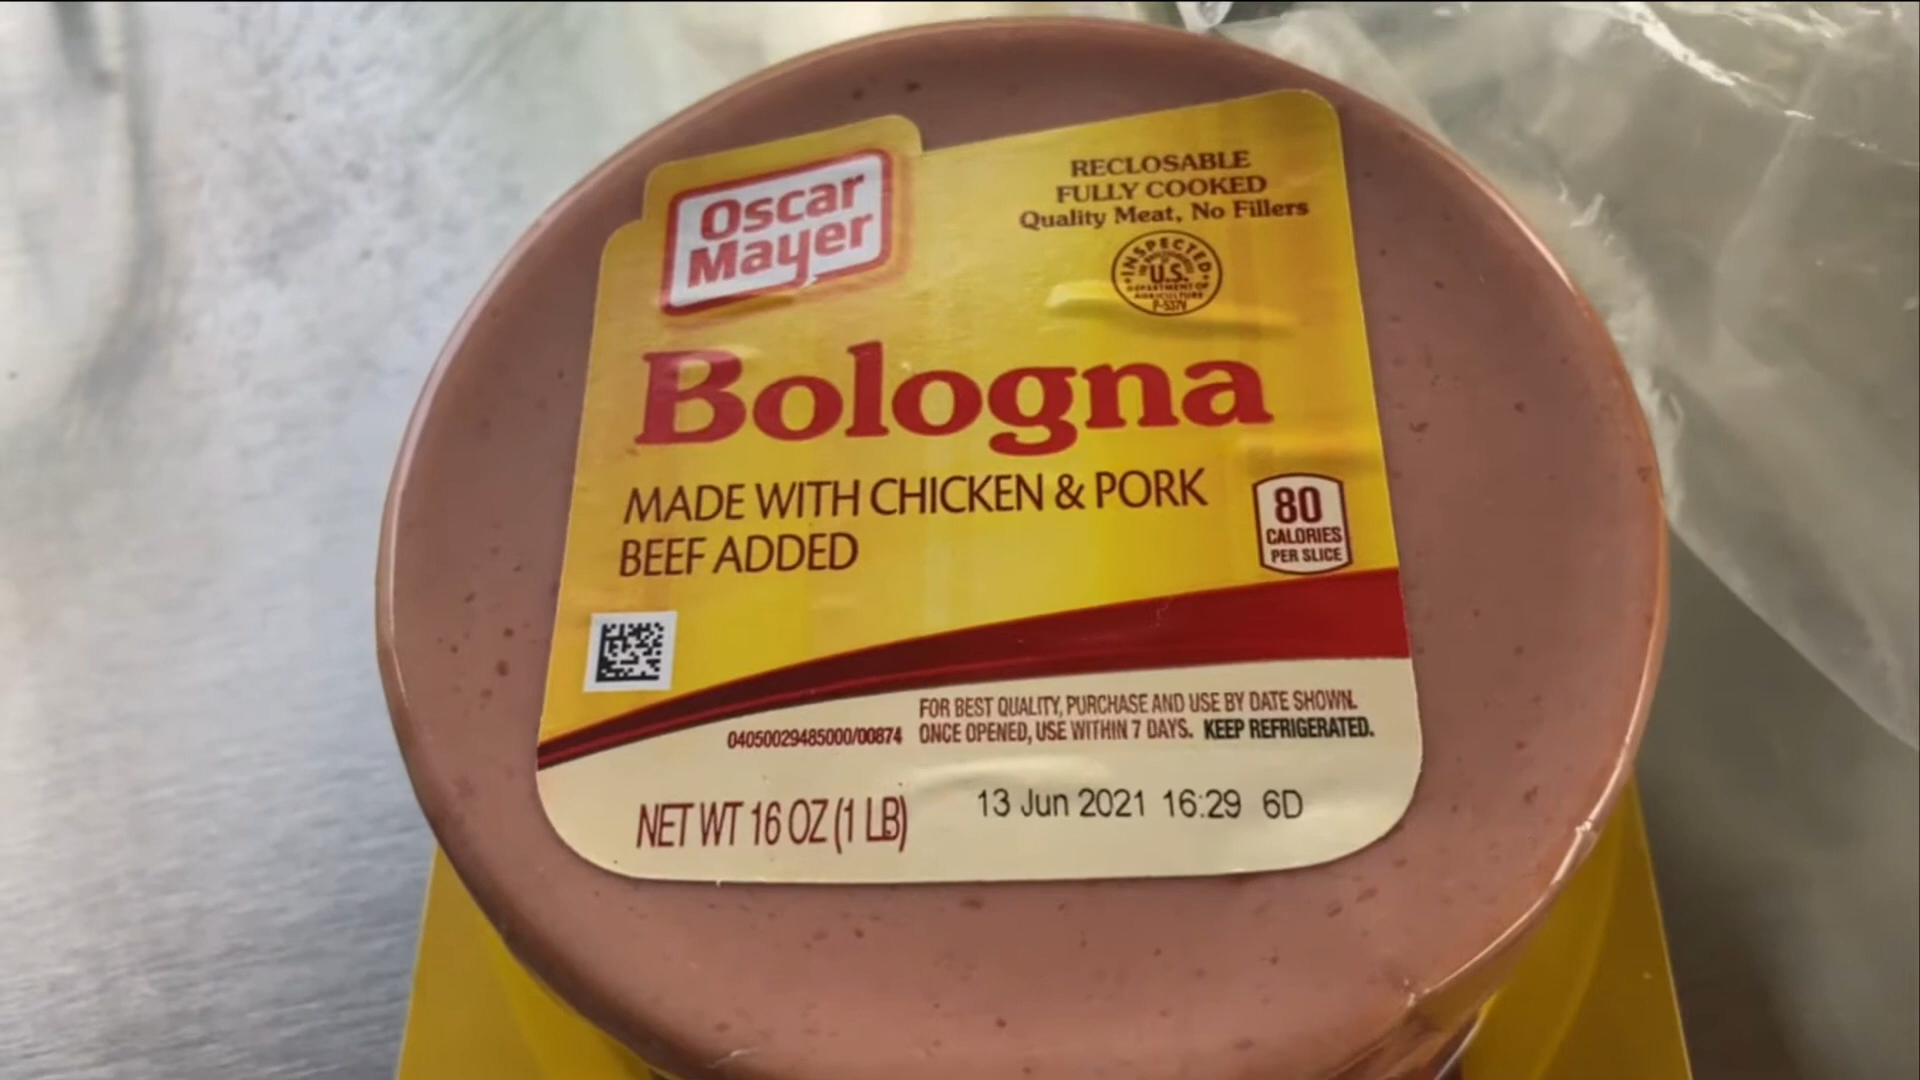 Oscar
Mayer
RECLOSABLE
FULLY COOKED
Quality Meat, No Fillers
INSPECTED
U.S.
DEPARTMENT OF
AGRICULTURE
P-537V
Bologna
MADE WITH CHICKEN & PORK
BEEF ADDED
80
CALORIES
PER SLICE
FOR BEST QUALITY, PURCHASE AND USE BY DATE SHOWN.
04050029485000/00874 ONCE OPENED, USE WITHIN 7 DAYS. KEEP REFRIGERATED.
NET WT 16 OZ (1 LB)
13 Jun 2021 16:29 6D